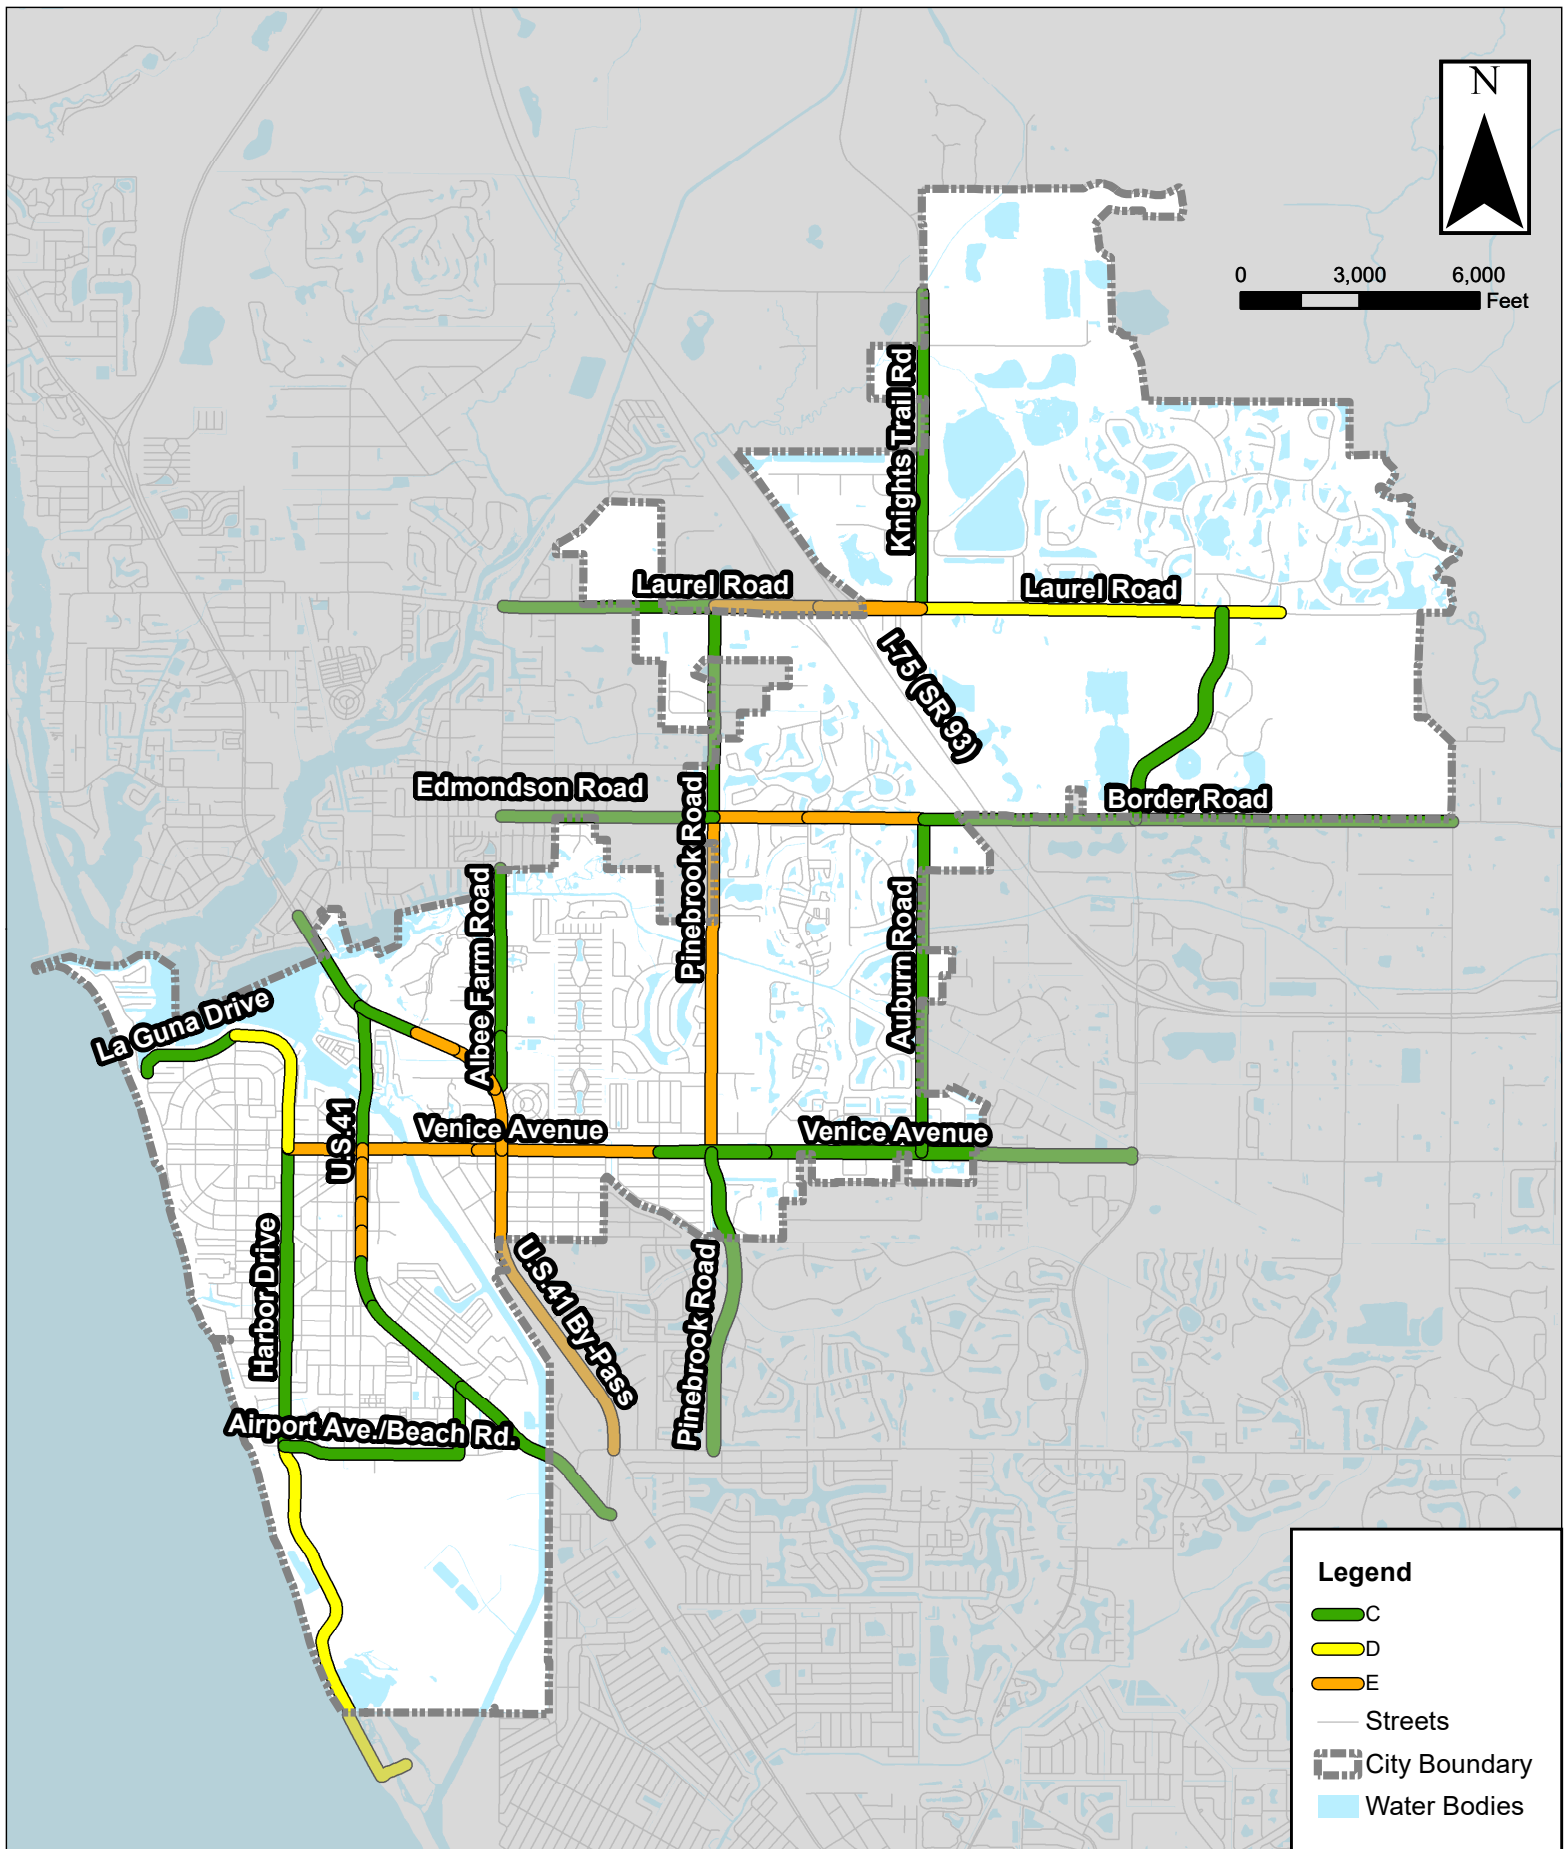 N
0 3,000 6,000
Feet
Knights Trail Rd
Laurel Road
Laurel Road
I-75 (SR 93)
Edmondson Road
Border Road
Pinebrook Road
Albee Farm Road
Auburn Road
La Guna Drive
U.S.41
Venice Avenue
Venice Avenue
Harbor Drive
U.S.41 By-Pass
Pinebrook Road
Airport Ave./Beach Rd.
Legend
C
D
E
Streets
City Boundary
Water Bodies